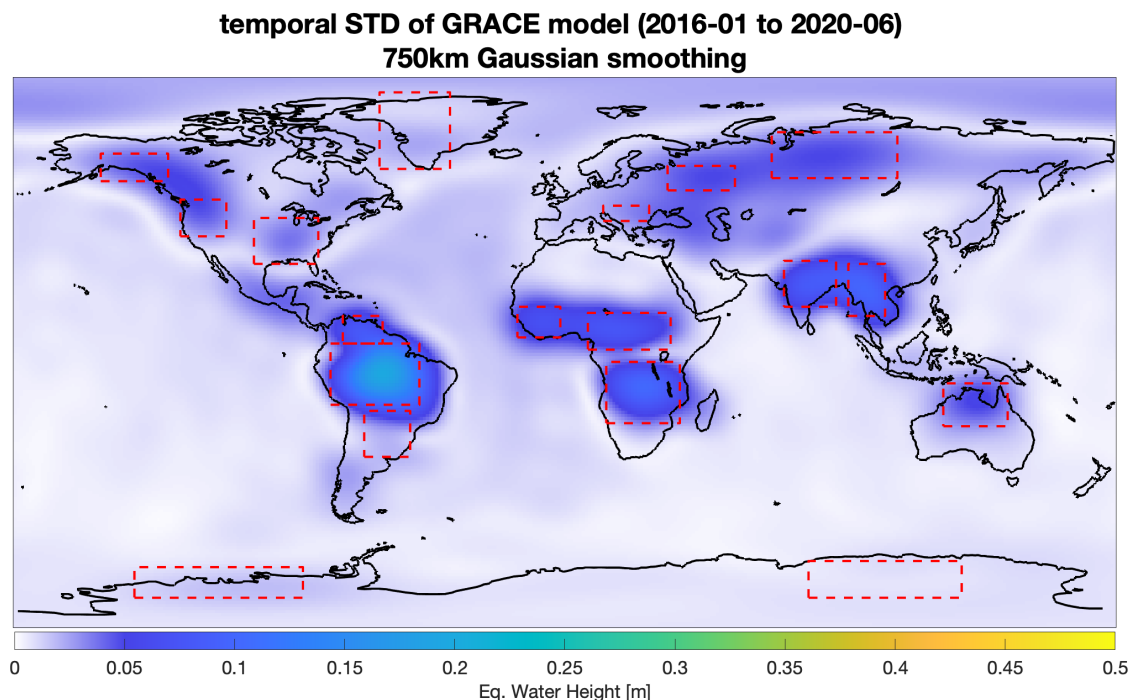 temporal STD of GRACE model (2016-01 to 2020-06)
750km Gaussian smoothing
0 0.05 0.1 0.15 0.2 0.25 0.3 0.35 0.4 0.45 0.5
Eq. Water Height [m]